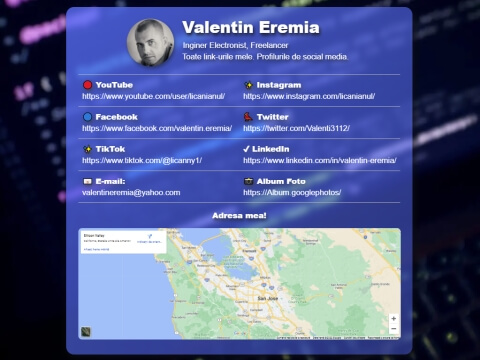 Valentin Eremia
Inginer Electronist, Freelancer
Toate link-urile mele. Profilurile de social media.
YouTube
https://www.youtube.com/user/licanianul/
Instagram
https://www.instagram.com/licanianul/
Facebook
https://www.facebook.com/valentin.eremia/
Twitter
https://twitter.com/Valenti3112/
TikTok
https://www.tiktok.com/@licanny1/
✓ LinkedIn
https://www.linkedin.com/in/valentin-eremia/
E-mail:
valentineremia@yahoo.com
Album Foto
https://Album.googlephotos/
Adresa mea!
San Jose
+
−